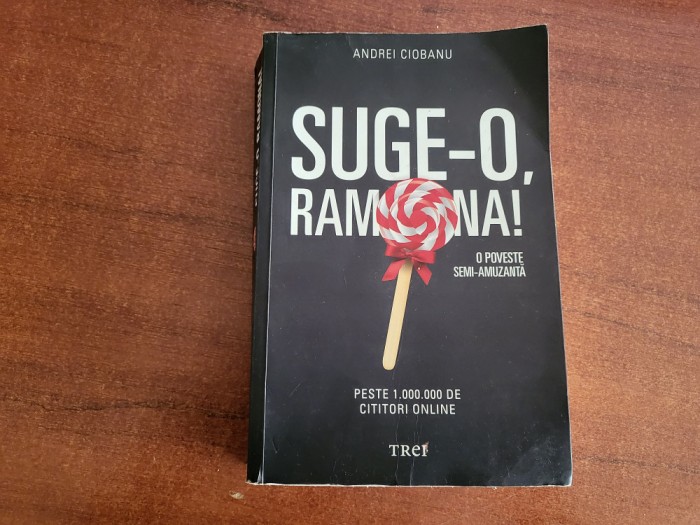 ANDREI CIOBANU
SUGE-O,
RAMONA!
O POVESTE
SEMI-AMUZANTĂ
PESTE 1.000.000 DE
CITITORI ONLINE
TREI